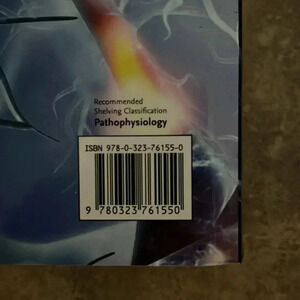 Recommended
Shelving Classification
Pathophysiology
ISBN 978-0-323-76155-0
9 780323 761550